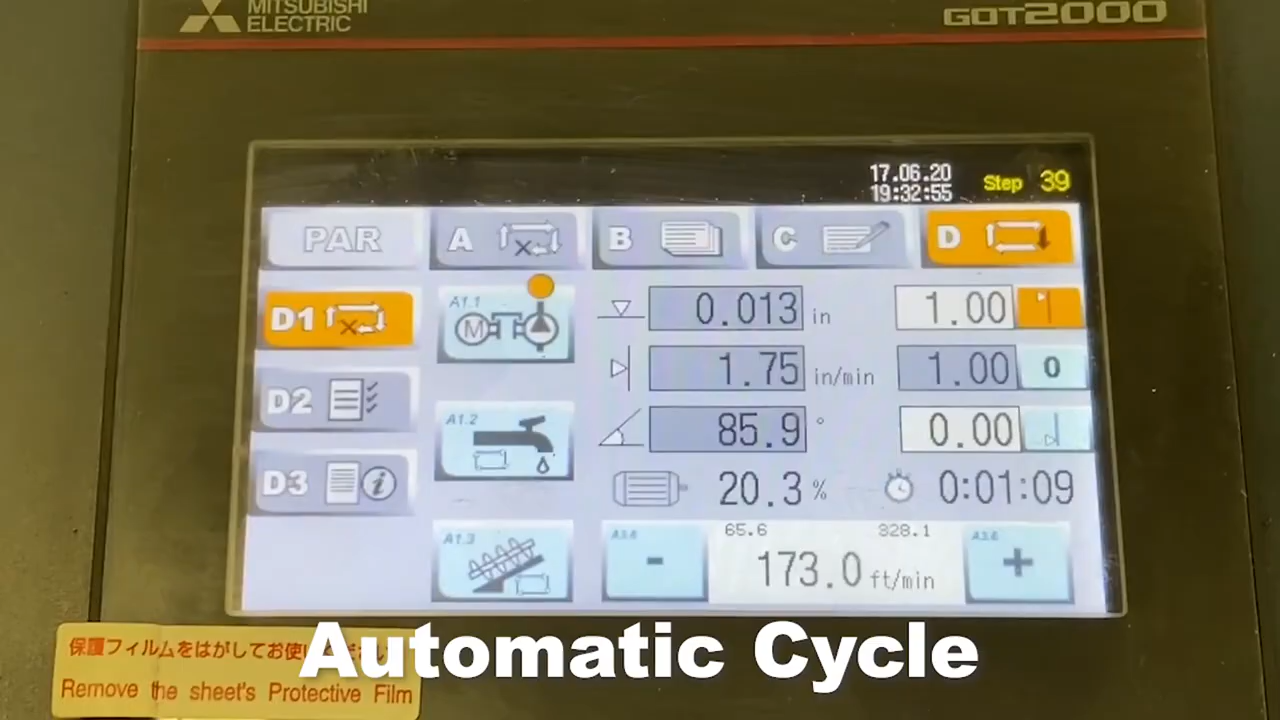 MITSUBISHI
ELECTRIC
GOT2000
17.06.20
19:32:55
Step 39
PAR
A
B
C
D
D1
A1.1
M
0.013 in
1.00
1.75 in/min
1.00
0
D2
A1.2
85.9 °
0.00
D3
i
20.3 %
0:01:09
A1.3
-
65.6
328.1
173.0 ft/min
+
保護フィルムをはがしてお使い
Remove the sheet's Protective Film
Automatic Cycle